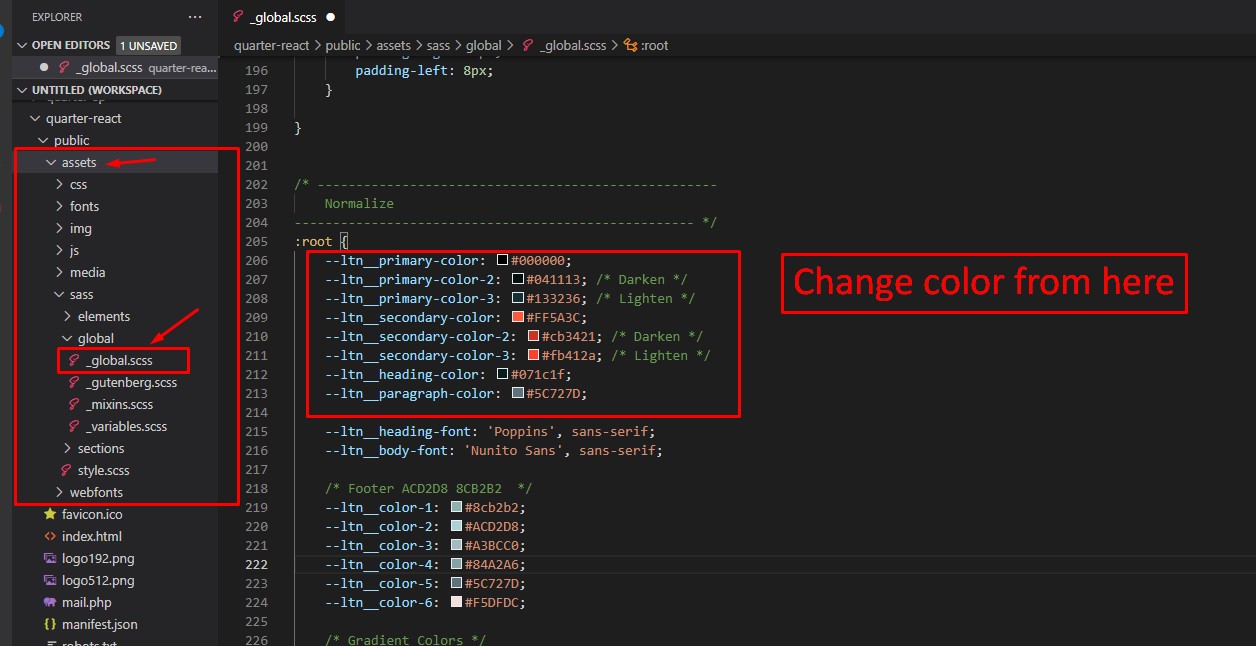 EXPLORER
OPEN EDITORS 1 UNSAVED
_global.scss quarter-rea...
UNTITLED (WORKSPACE)
quarter-react
public
assets
css
fonts
img
js
media
sass
elements
global
_global.scss
_gutenberg.scss
_mixins.scss
_variables.scss
sections
style.scss
webfonts
favicon.ico
index.html
logo192.png
logo512.png
mail.php
manifest.json
robots.txt
_global.scss
quarter-react > public > assets > sass > global > _global.scss > :root
196 padding-left: 8px;
197 }
198
199 }
200
201
202 /* ----------------------------------------------------
203 Normalize
204 ---------------------------------------------------- */
205 :root {
206 --ltn__primary-color: #000000;
207 --ltn__primary-color-2: #041113; /* Darken */
208 --ltn__primary-color-3: #133236; /* Lighten */
209 --ltn__secondary-color: #FF5A3C;
210 --ltn__secondary-color-2: #cb3421; /* Darken */
211 --ltn__secondary-color-3: #fb412a; /* Lighten */
212 --ltn__heading-color: #071c1f;
213 --ltn__paragraph-color: #5C727D;
214
215 --ltn__heading-font: 'Poppins', sans-serif;
216 --ltn__body-font: 'Nunito Sans', sans-serif;
217
218 /* Footer ACD2D8 8CB2B2  */
219 --ltn__color-1: #8cb2b2;
220 --ltn__color-2: #ACD2D8;
221 --ltn__color-3: #A3BCC0;
222 --ltn__color-4: #84A2A6;
223 --ltn__color-5: #5C727D;
224 --ltn__color-6: #F5DFDC;
225
226 /* Gradient Colors */
Change color from here